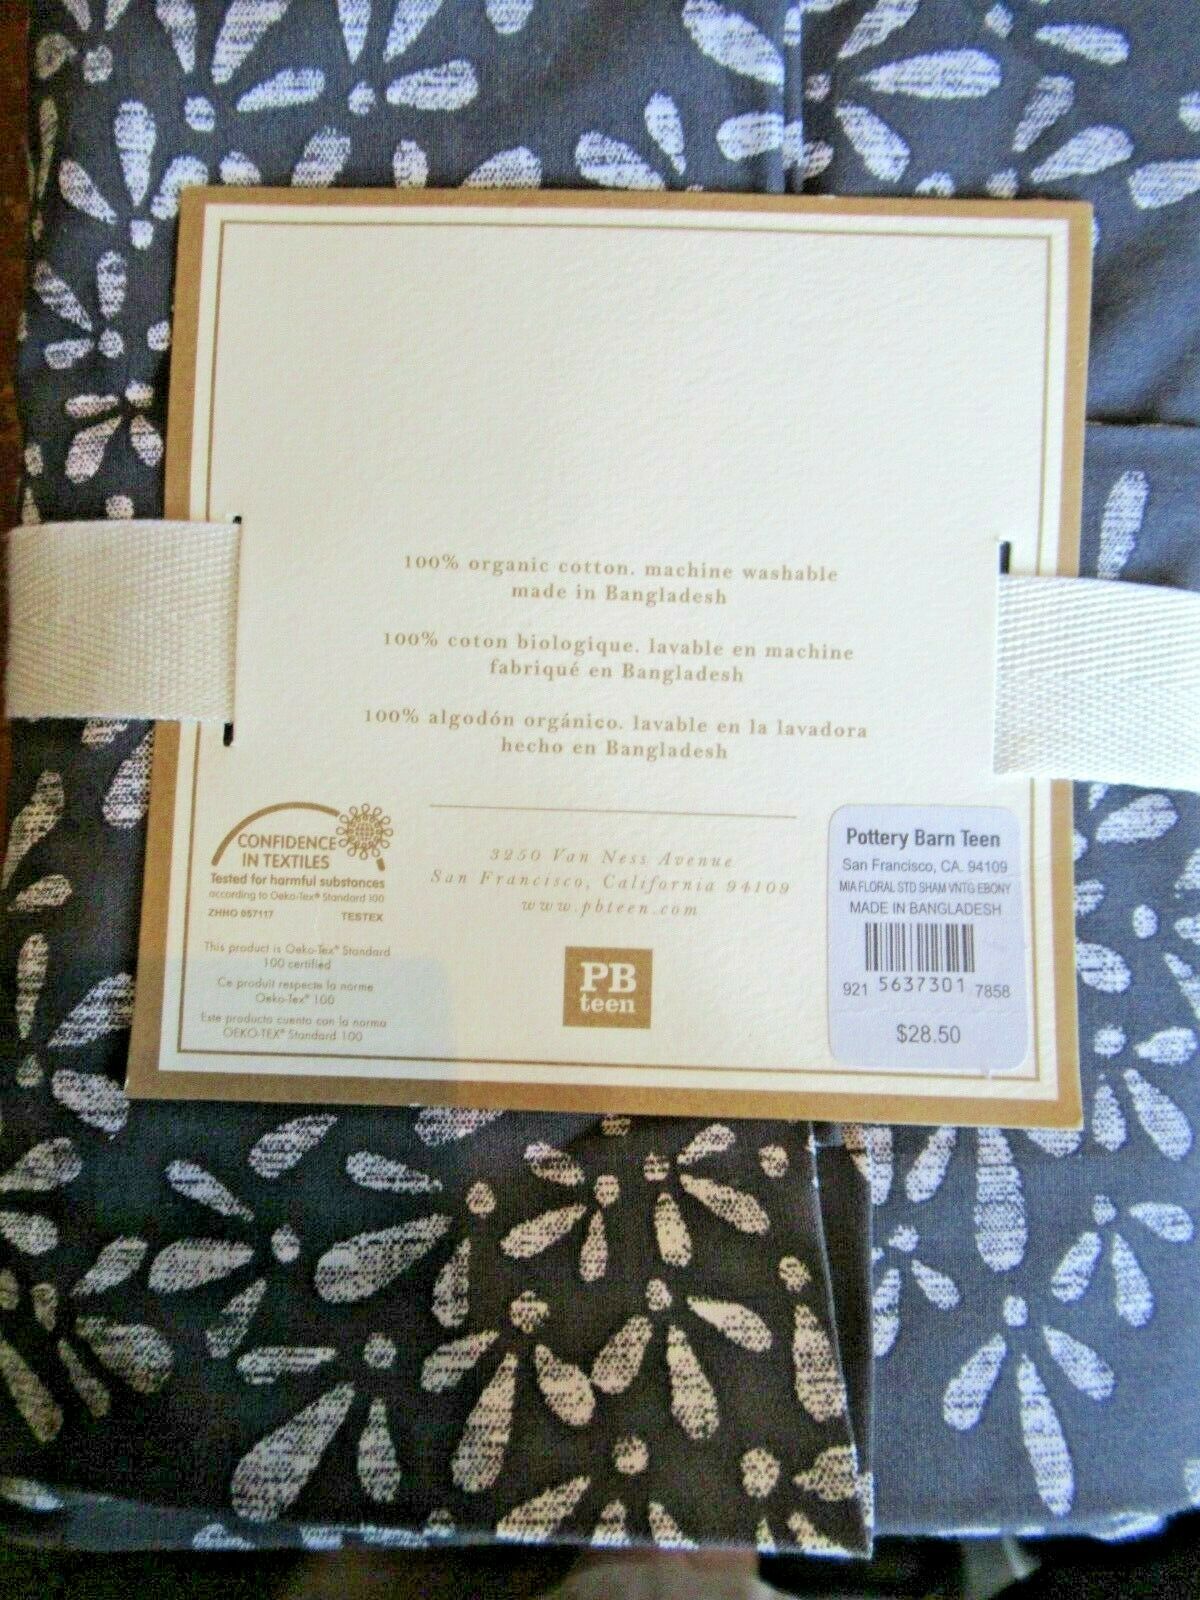 100% organic cotton. machine washable
made in Bangladesh
100% coton biologique. lavable en machine
fabriqué en Bangladesh
100% algodón orgánico. lavable en la lavadora
hecho en Bangladesh
CONFIDENCE
IN TEXTILES
Tested for harmful substances
according to Oeko-Tex® Standard 100
ZHHO 057117 TESTEX
This product is Oeko-Tex® Standard
100 certified
Ce produit respecte la norme
Oeko-Tex® 100
Este producto cuenta con la norma
OEKO-TEX® Standard 100
3250 Van Ness Avenue
San Francisco, California 94109
www.pbteen.com
PB
teen
Pottery Barn Teen
San Francisco, CA. 94109
MIA FLORAL STD SHAM VNTG EBONY
MADE IN BANGLADESH
921 5637301 7858
$28.50